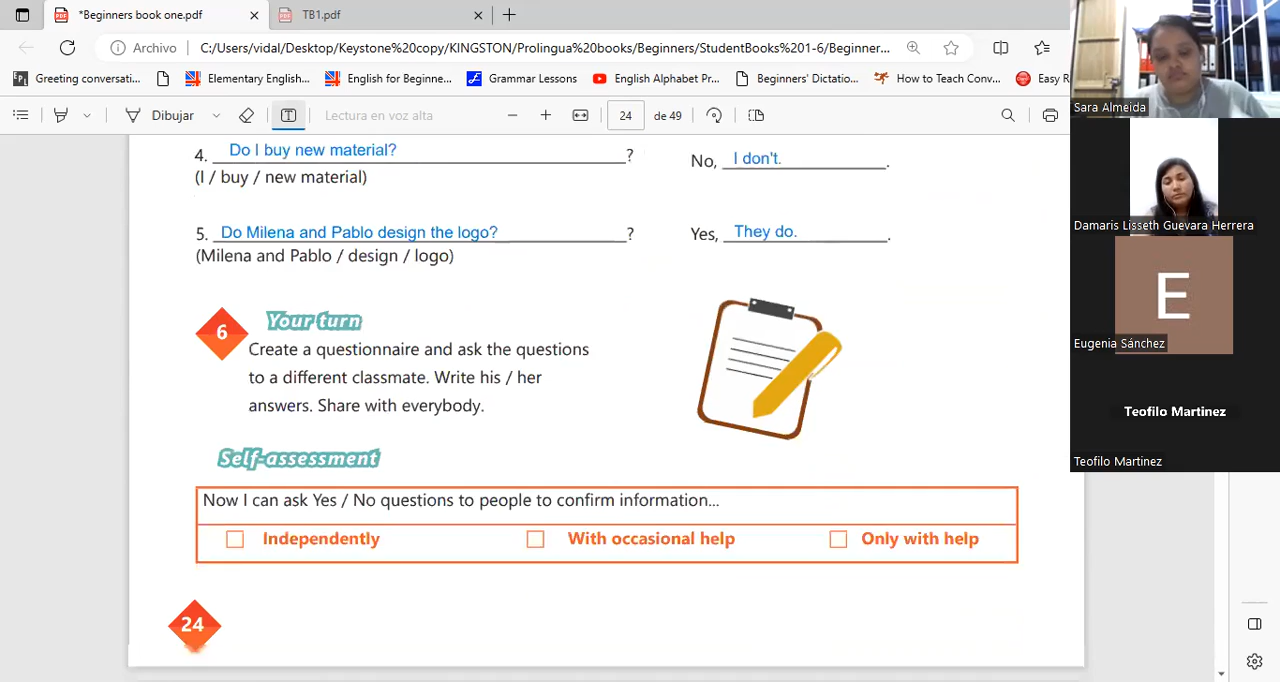 *Beginners book one.pdf
TB1.pdf
Archivo
C:/Users/vidal/Desktop/Keystone%20copy/KINGSTON/Prolingua%20books/Beginners/StudentBooks%201-6/Beginner...
Greeting conversati...
Elementary English...
English for Beginne...
Grammar Lessons
English Alphabet Pr...
Beginners' Dictatio...
How to Teach Conv...
Easy R
Dibujar
Lectura en voz alta
24
de 49
4. Do I buy new material? ?
No, I don't. .
(I / buy / new material)
5. Do Milena and Pablo design the logo? ?
Yes, They do. .
(Milena and Pablo / design / logo)
6
Your turn
Create a questionnaire and ask the questions
to a different classmate. Write his / her
answers. Share with everybody.
Self-assessment
Now I can ask Yes / No questions to people to confirm information...
Independently
With occasional help
Only with help
24
Sara Almeida
Damaris Lisseth Guevara Herrera
E
Eugenia Sánchez
Teofilo Martinez
Teofilo Martinez